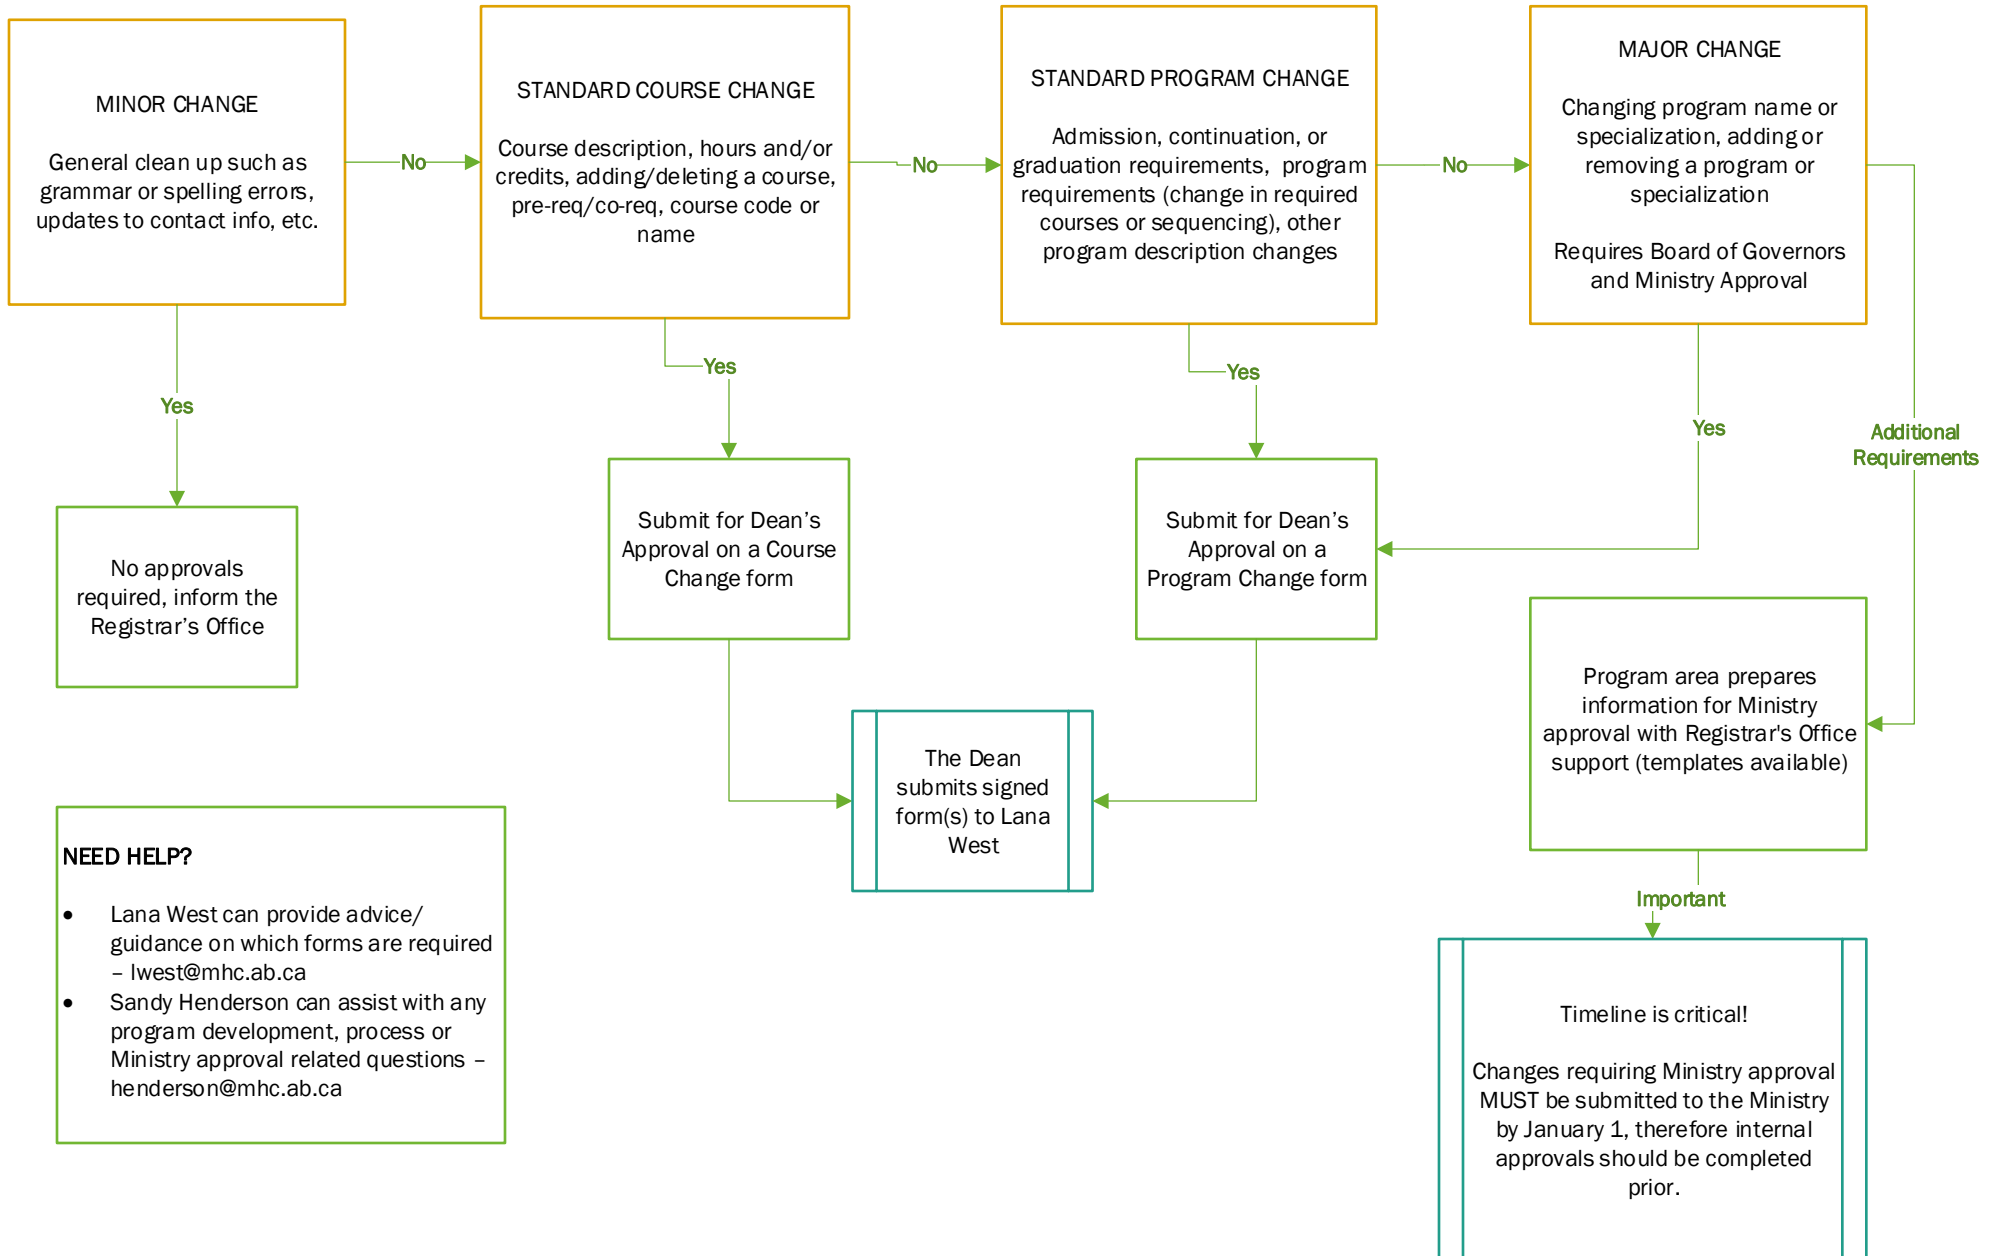 MINOR CHANGE
General clean up such as
grammar or spelling errors,
updates to contact info, etc.
No
STANDARD COURSE CHANGE
Course description, hours and/or
credits, adding/deleting a course,
pre-req/co-req, course code or
name
No
STANDARD PROGRAM CHANGE
Admission, continuation, or
graduation requirements, program
requirements (change in required
courses or sequencing), other
program description changes
No
MAJOR CHANGE
Changing program name or
specialization, adding or
removing a program or
specialization
Requires Board of Governors
and Ministry Approval
Yes
Yes
Yes
Yes
Additional
Requirements
No approvals
required, inform the
Registrar’s Office
Submit for Dean’s
Approval on a Course
Change form
Submit for Dean’s
Approval on a
Program Change form
Program area prepares
information for Ministry
approval with Registrar's Office
support (templates available)
The Dean
submits signed
form(s) to Lana
West
NEED HELP?
• Lana West can provide advice/
guidance on which forms are required
– lwest@mhc.ab.ca
• Sandy Henderson can assist with any
program development, process or
Ministry approval related questions –
henderson@mhc.ab.ca
Important
Timeline is critical!
Changes requiring Ministry approval
MUST be submitted to the Ministry
by January 1, therefore internal
approvals should be completed
prior.